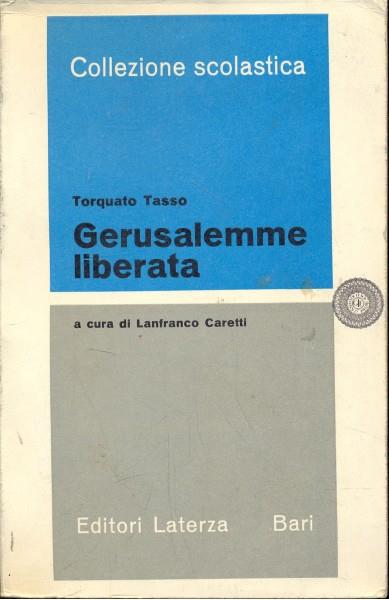 Collezione scolastica
Torquato Tasso
Gerusalemme
liberata
a cura di Lanfranco Caretti
Editori Laterza Bari